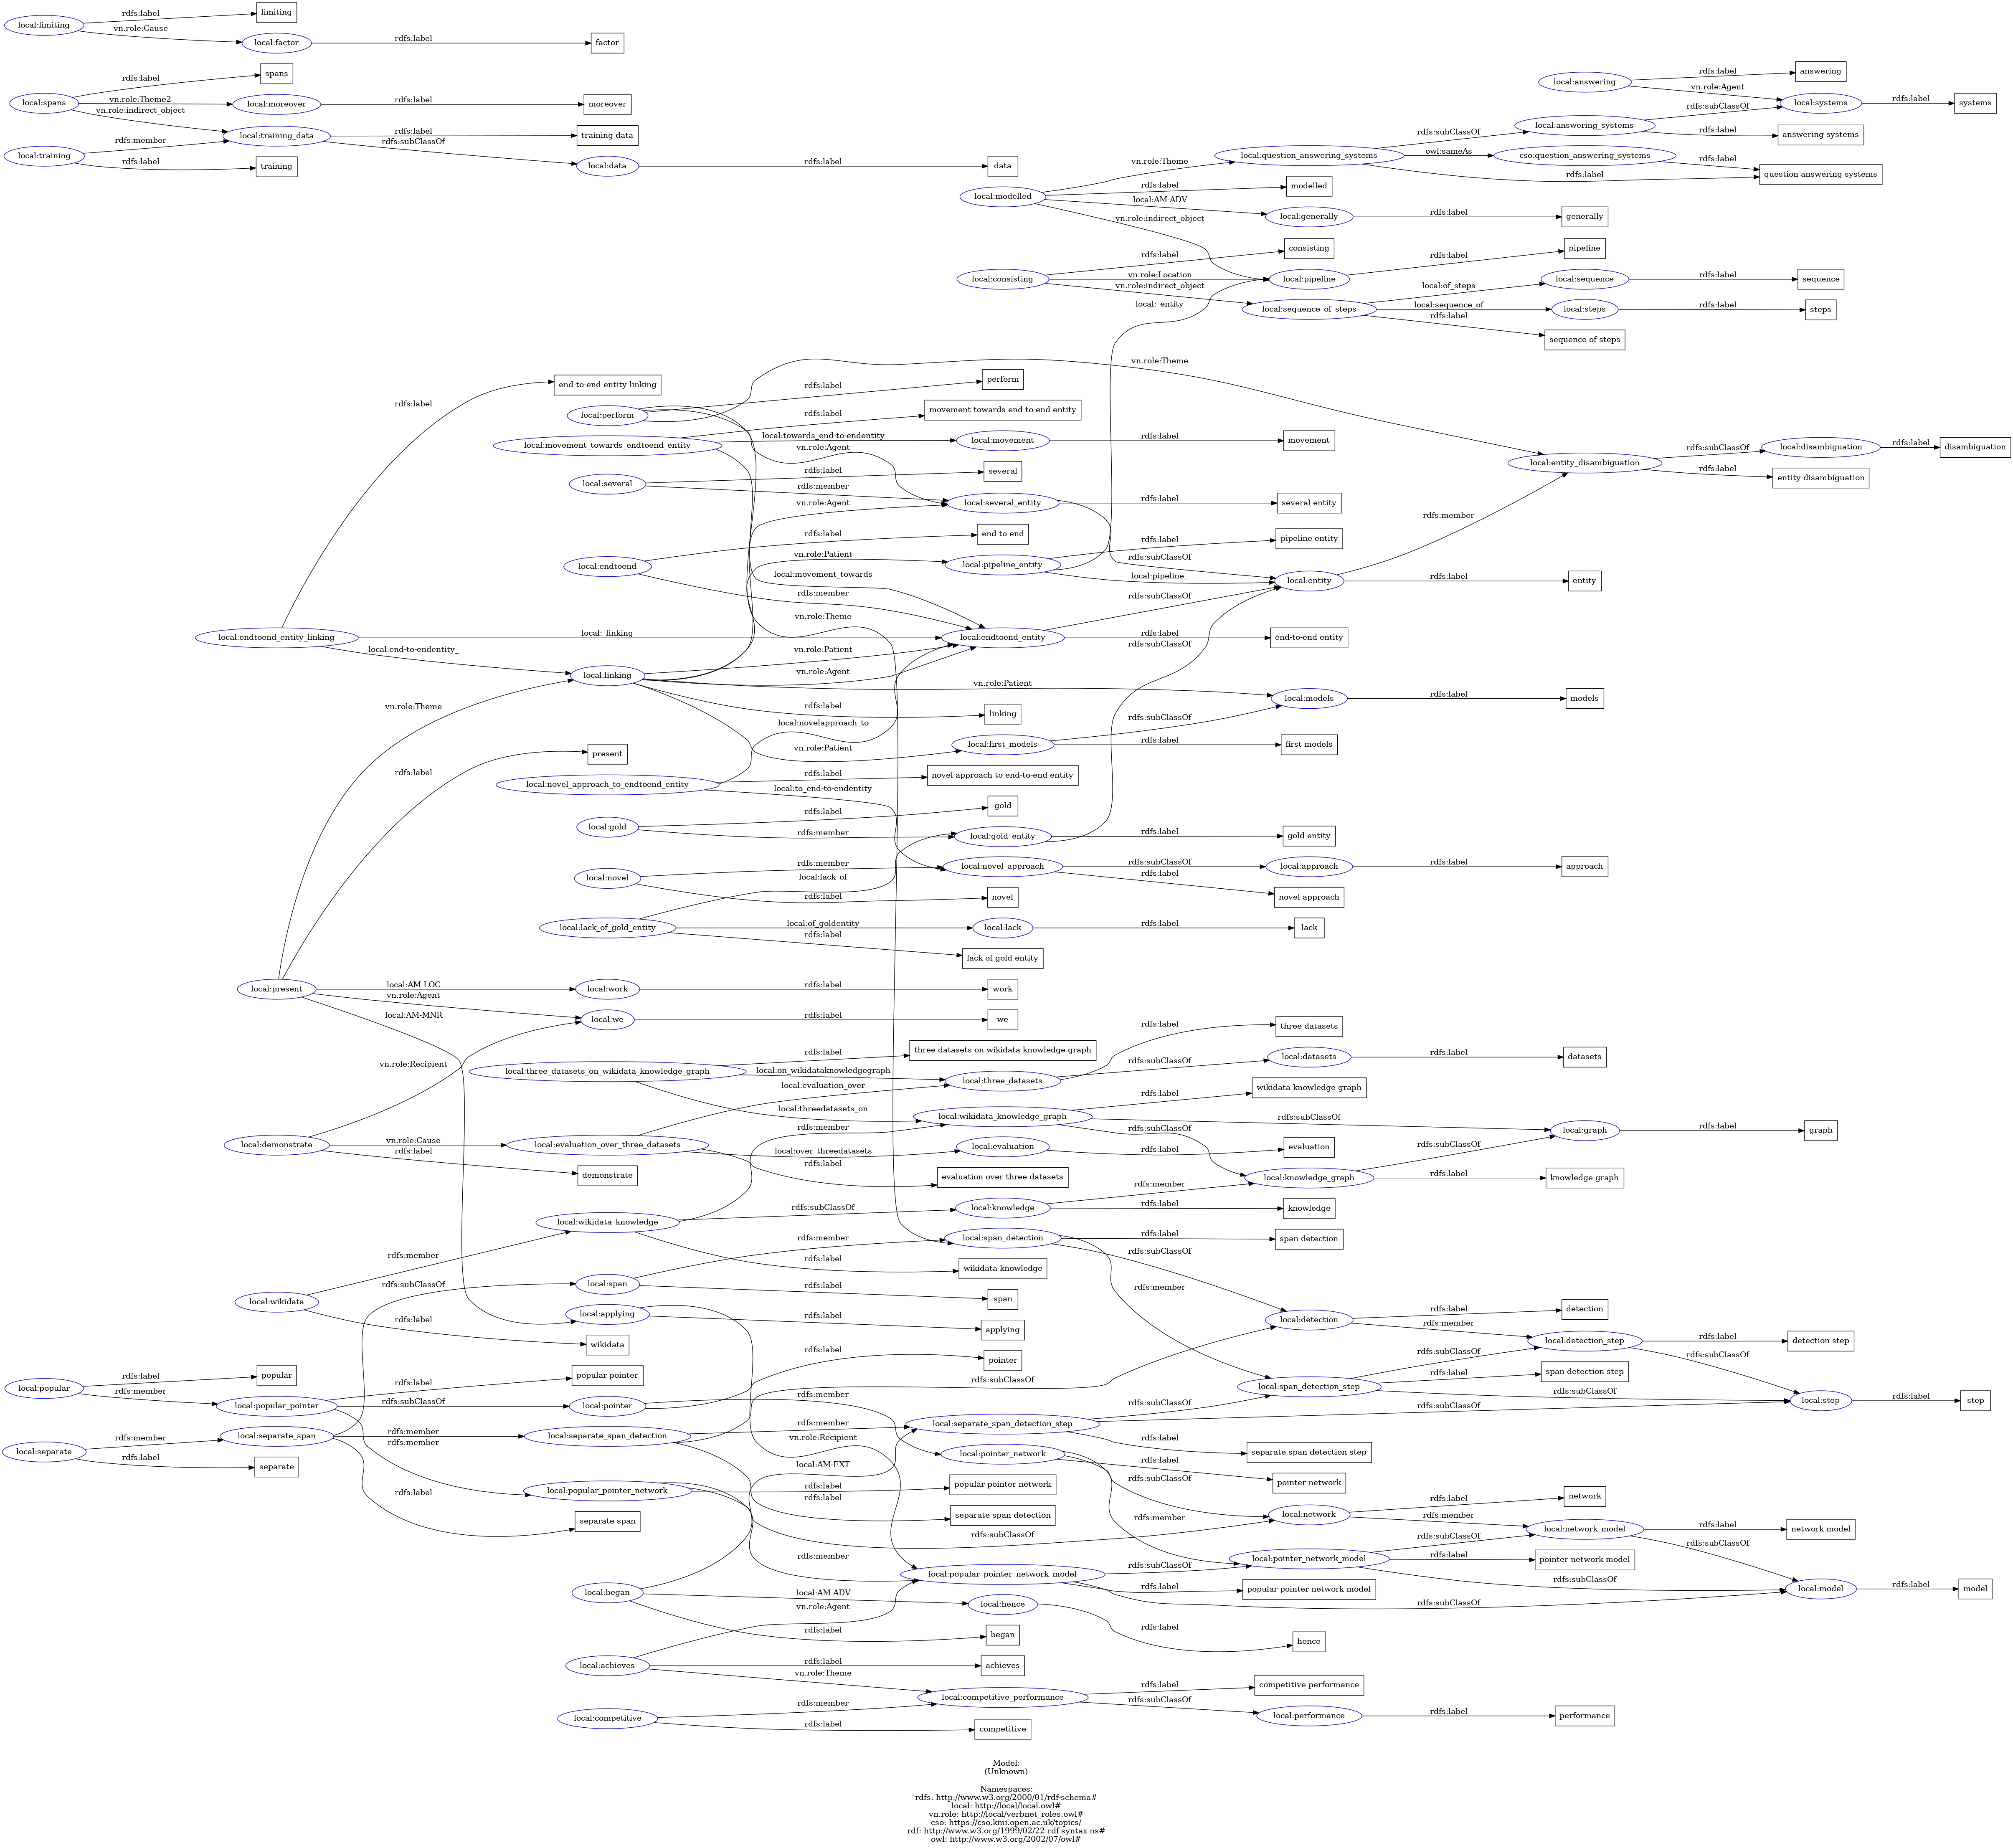 local:limiting
rdfs:label
limiting
vn.role:Cause
local:factor
rdfs:label
factor
local:spans
rdfs:label
spans
vn.role:Theme2
local:moreover
rdfs:label
moreover
vn.role:indirect_object
local:training_data
rdfs:label
training data
rdfs:subClassOf
local:data
rdfs:label
data
local:training
rdfs:member
rdfs:label
training
local:answering
rdfs:label
answering
vn.role:Agent
local:systems
rdfs:label
systems
local:answering_systems
rdfs:subClassOf
rdfs:label
answering systems
local:modelled
vn.role:Theme
local:question_answering_systems
rdfs:subClassOf
owl:sameAs
cso:question_answering_systems
rdfs:label
rdfs:label
question answering systems
rdfs:label
modelled
local:AM-ADV
local:generally
rdfs:label
generally
vn.role:indirect_object
local:consisting
rdfs:label
consisting
vn.role:Location
local:pipeline
rdfs:label
pipeline
vn.role:indirect_object
local:sequence_of_steps
local:of_steps
local:sequence
rdfs:label
sequence
local:sequence_of
local:steps
rdfs:label
steps
rdfs:label
sequence of steps
local:_entity
local:endtoend_entity_linking
rdfs:label
end-to-end entity linking
local:_linking
local:end-to-endentity_
local:perform
rdfs:label
perform
vn.role:Theme
vn.role:Agent
vn.role:Theme
local:movement_towards_endtoend_entity
rdfs:label
movement towards end-to-end entity
local:towards_end-to-endentity
local:movement
rdfs:label
movement
local:movement_towards
local:several
rdfs:label
several
rdfs:member
local:several_entity
rdfs:label
several entity
rdfs:subClassOf
local:endtoend
rdfs:label
end-to-end
rdfs:member
local:pipeline_entity
rdfs:label
pipeline entity
local:pipeline_
local:entity
rdfs:label
entity
rdfs:member
local:entity_disambiguation
rdfs:subClassOf
local:disambiguation
rdfs:label
disambiguation
rdfs:label
entity disambiguation
local:endtoend_entity
rdfs:subClassOf
rdfs:label
end-to-end entity
local:linking
vn.role:Agent
vn.role:Patient
vn.role:Patient
vn.role:Agent
vn.role:Patient
rdfs:label
linking
vn.role:Patient
local:models
rdfs:label
models
local:first_models
rdfs:subClassOf
rdfs:label
first models
local:novel_approach_to_endtoend_entity
local:novelapproach_to
rdfs:label
novel approach to end-to-end entity
local:to_end-to-endentity
local:gold
rdfs:label
gold
rdfs:member
local:gold_entity
rdfs:subClassOf
rdfs:label
gold entity
local:novel
rdfs:member
rdfs:label
novel
local:novel_approach
rdfs:subClassOf
local:approach
rdfs:label
approach
rdfs:label
novel approach
local:lack_of_gold_entity
local:lack_of
local:of_goldentity
local:lack
rdfs:label
lack
rdfs:label
lack of gold entity
local:present
vn.role:Theme
rdfs:label
present
local:AM-LOC
local:work
rdfs:label
work
vn.role:Agent
local:we
rdfs:label
we
local:AM-MNR
local:demonstrate
vn.role:Recipient
vn.role:Cause
rdfs:label
demonstrate
local:three_datasets_on_wikidata_knowledge_graph
rdfs:label
three datasets on wikidata knowledge graph
local:on_wikidataknowledgegraph
local:threedatasets_on
local:three_datasets
rdfs:label
three datasets
rdfs:subClassOf
local:datasets
rdfs:label
datasets
local:evaluation_over_three_datasets
local:evaluation_over
local:over_threedatasets
local:evaluation
rdfs:label
evaluation
rdfs:label
evaluation over three datasets
local:wikidata_knowledge_graph
rdfs:label
wikidata knowledge graph
rdfs:subClassOf
local:graph
rdfs:label
graph
rdfs:subClassOf
local:knowledge_graph
rdfs:subClassOf
rdfs:label
knowledge graph
local:wikidata_knowledge
rdfs:member
rdfs:subClassOf
local:knowledge
rdfs:member
rdfs:label
knowledge
rdfs:label
wikidata knowledge
local:wikidata
rdfs:member
rdfs:label
wikidata
local:span_detection
rdfs:label
span detection
rdfs:subClassOf
rdfs:member
local:span
rdfs:member
rdfs:label
span
local:applying
rdfs:label
applying
vn.role:Recipient
local:detection
rdfs:label
detection
rdfs:member
local:detection_step
rdfs:label
detection step
rdfs:subClassOf
local:span_detection_step
rdfs:subClassOf
rdfs:label
span detection step
rdfs:subClassOf
local:step
rdfs:label
step
local:popular
rdfs:label
popular
rdfs:member
local:popular_pointer
rdfs:label
popular pointer
rdfs:subClassOf
rdfs:member
local:pointer
rdfs:label
pointer
rdfs:member
local:separate
rdfs:member
rdfs:label
separate
local:separate_span
rdfs:subClassOf
rdfs:member
rdfs:label
separate span
local:separate_span_detection
rdfs:subClassOf
rdfs:member
rdfs:label
separate span detection
local:separate_span_detection_step
rdfs:subClassOf
rdfs:subClassOf
rdfs:label
separate span detection step
local:pointer_network
rdfs:label
pointer network
rdfs:subClassOf
rdfs:member
local:popular_pointer_network
rdfs:label
popular pointer network
rdfs:subClassOf
rdfs:member
local:network
rdfs:label
network
rdfs:member
local:network_model
rdfs:label
network model
rdfs:subClassOf
local:pointer_network_model
rdfs:subClassOf
rdfs:label
pointer network model
rdfs:subClassOf
local:popular_pointer_network_model
rdfs:subClassOf
rdfs:label
popular pointer network model
rdfs:subClassOf
local:model
rdfs:label
model
local:began
local:AM-EXT
local:AM-ADV
local:hence
rdfs:label
hence
rdfs:label
began
local:achieves
vn.role:Agent
rdfs:label
achieves
vn.role:Theme
local:competitive_performance
rdfs:label
competitive performance
rdfs:subClassOf
local:performance
rdfs:label
performance
local:competitive
rdfs:member
rdfs:label
competitive
Model:
(Unknown)
Namespaces:
rdfs: http://www.w3.org/2000/01/rdf-schema#
local: http://local/local.owl#
vn.role: http://local/verbnet_roles.owl#
cso: https://cso.kmi.open.ac.uk/topics/
rdf: http://www.w3.org/1999/02/22-rdf-syntax-ns#
owl: http://www.w3.org/2002/07/owl#